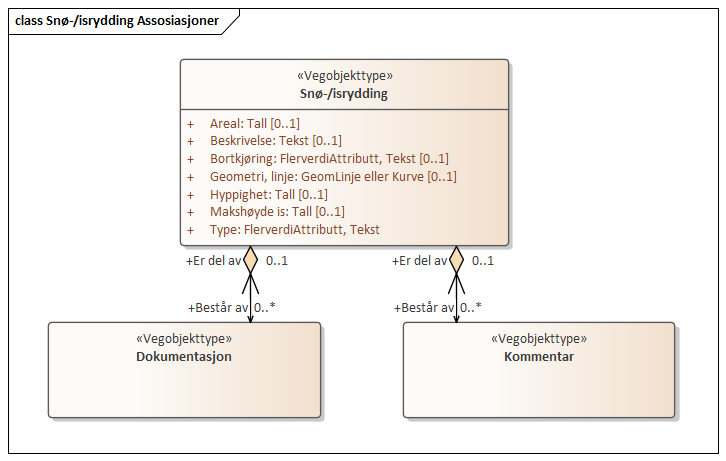 class Snø-/isrydding Assosiasjoner
«Vegobjekttype»
Snø-/isrydding
+ Areal: Tall [0..1]
+ Beskrivelse: Tekst [0..1]
+ Bortkjøring: FlerverdiAttributt, Tekst [0..1]
+ Geometri, linje: GeomLinje eller Kurve [0..1]
+ Hyppighet: Tall [0..1]
+ Makshøyde is: Tall [0..1]
+ Type: FlerverdiAttributt, Tekst
+Er del av 0..1 +Er del av 0..1
+Består av 0..* +Består av 0..*
«Vegobjekttype»
Dokumentasjon
«Vegobjekttype»
Kommentar